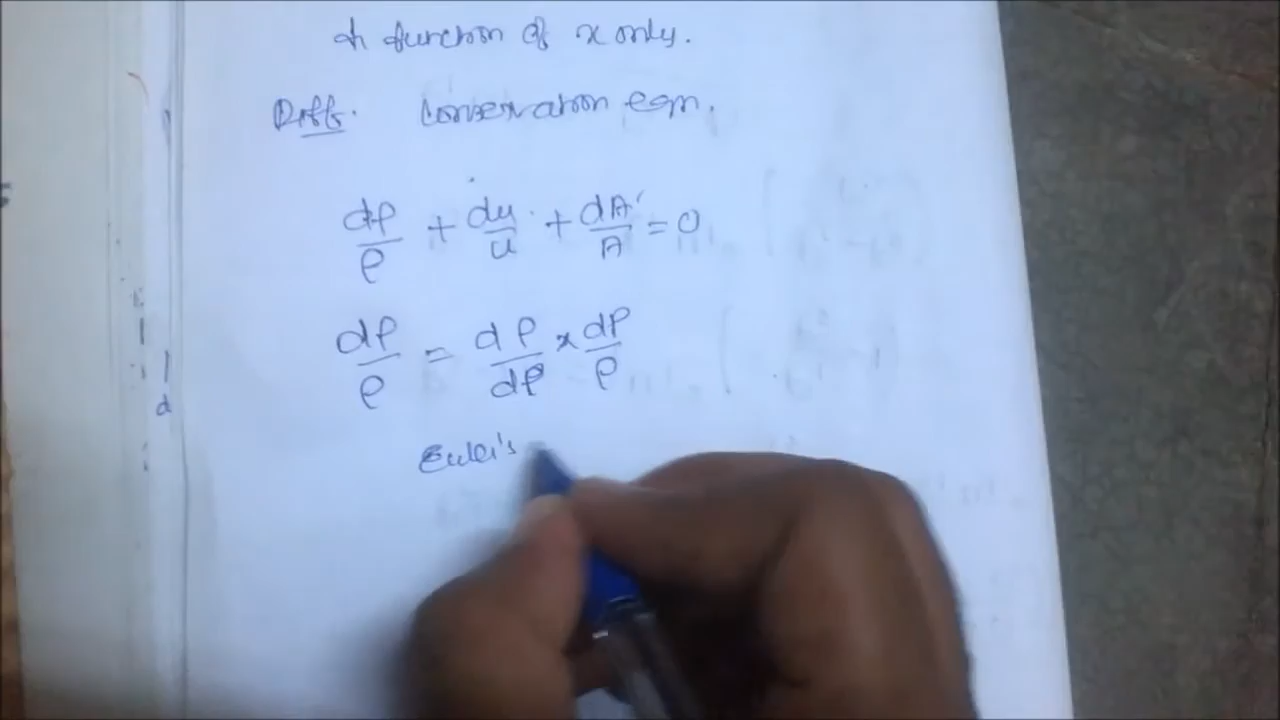 function of x only.
Diff. Conservation eqn.
dρ/ρ + du/u + dA/A = 0
dρ/ρ = dρ/dP × dP/ρ
Euler's